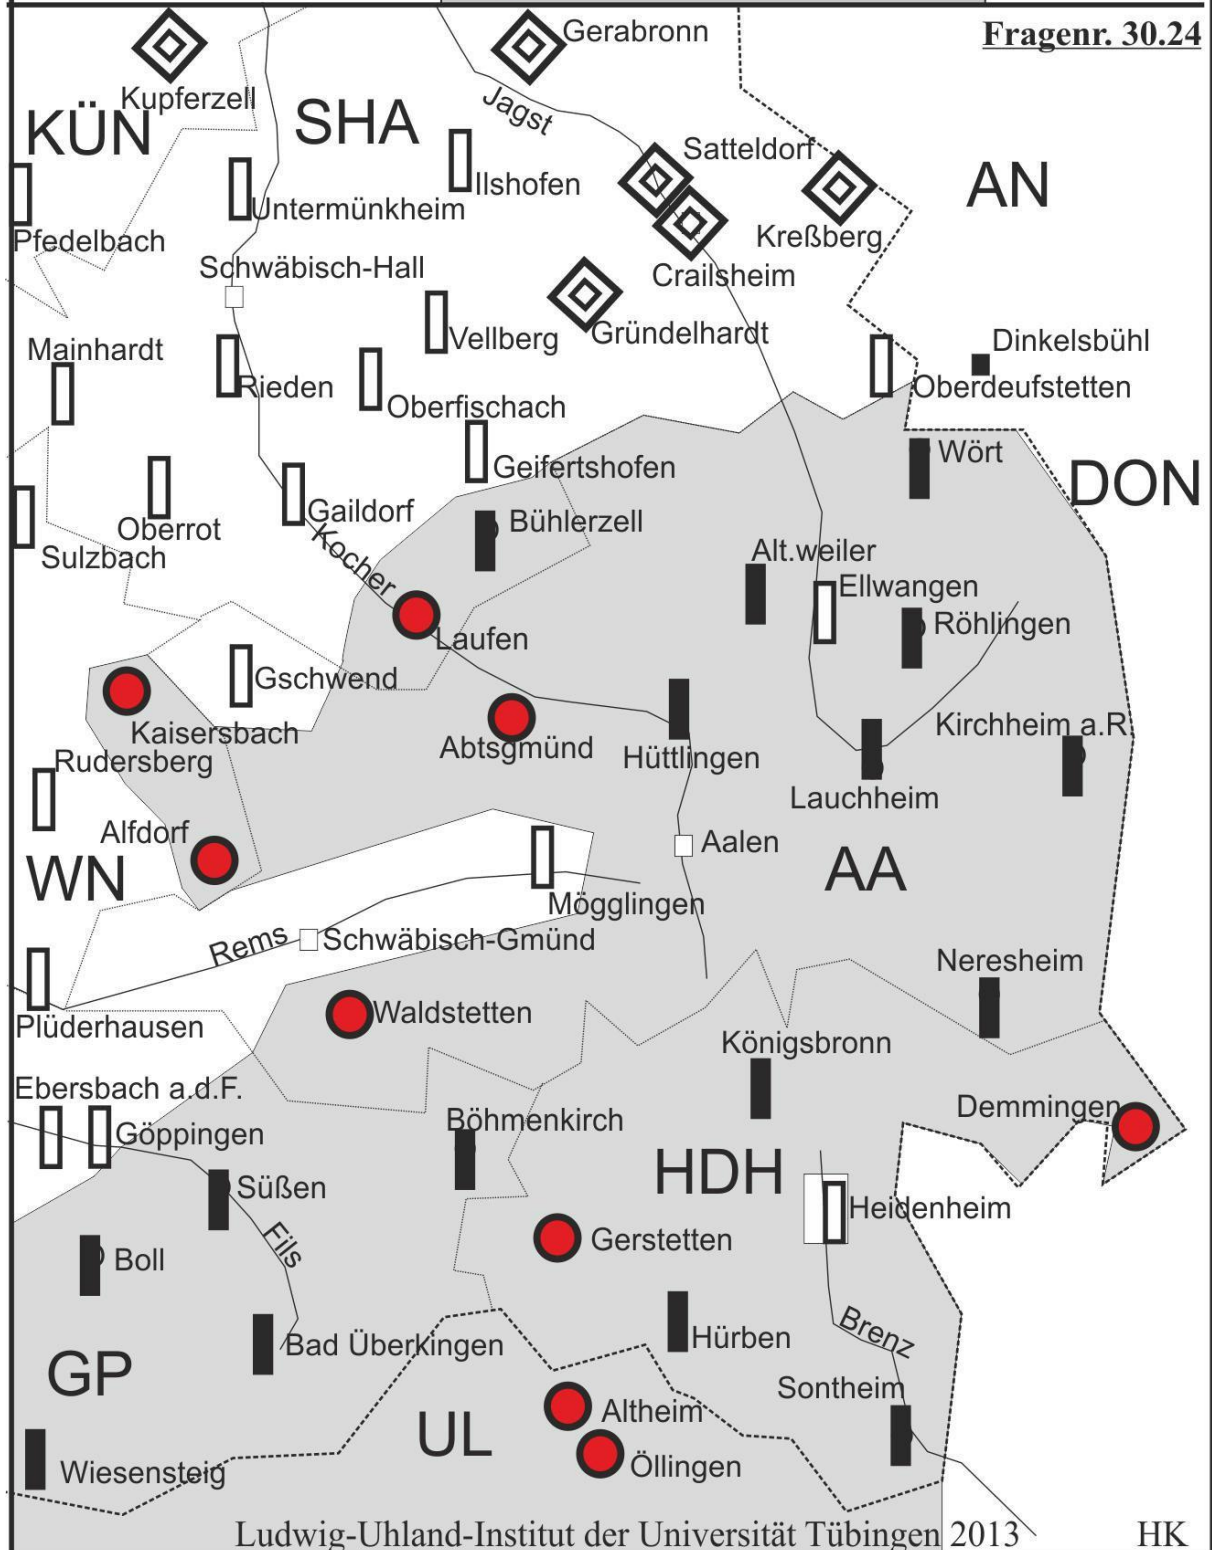 Fragenr. 30.24
Gerabronn
Kupferzell
Jagst
KÜN
SHA
Satteldorf
AN
Ilshofen
Untermünkheim
Pfedelbach
Kreßberg
Schwäbisch-Hall
Crailsheim
Gründelhardt
Vellberg
Dinkelsbühl
Mainhardt
Rieden
Oberdeufstetten
Oberfischach
Wört
Geifertshofen
DON
Gaildorf
Bühlerzell
Oberrot
Sulzbach
Kocher
Alt.weiler
Ellwangen
Röhlingen
Laufen
Gschwend
Kirchheim a.R.
Kaisersbach
Abtsgmünd
Hüttlingen
Rudersberg
Lauchheim
Alfdorf
Aalen
WN
AA
Mögglingen
Rems
Schwäbisch-Gmünd
Neresheim
Waldstetten
Plüderhausen
Königsbronn
Ebersbach a.d.F.
Demmingen
Böhmenkirch
Göppingen
HDH
Süßen
Heidenheim
Fils
Gerstetten
Boll
Brenz
Hürben
Bad Überkingen
GP
Sontheim
Altheim
UL
Öllingen
Wiesensteig
Ludwig-Uhland-Institut der Universität Tübingen 2013 HK